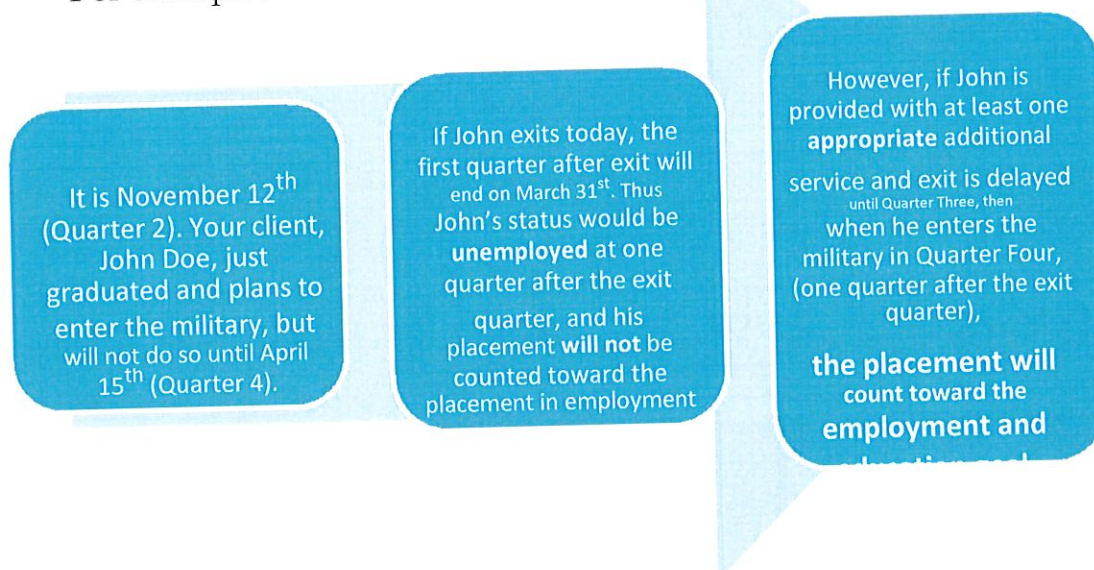 It is November 12th
(Quarter 2). Your client,
John Doe, just
graduated and plans to
enter the military, but
will not do so until April
15th (Quarter 4).
If John exits today, the
first quarter after exit will
end on March 31st. Thus
John's status would be
unemployed at one
quarter after the exit
quarter, and his
placement will not be
counted toward the
placement in employment
However, if John is
provided with at least one
appropriate additional
service and exit is delayed
until Quarter Three, then
when he enters the
military in Quarter Four,
(one quarter after the exit
quarter),
the placement will
count toward the
employment and